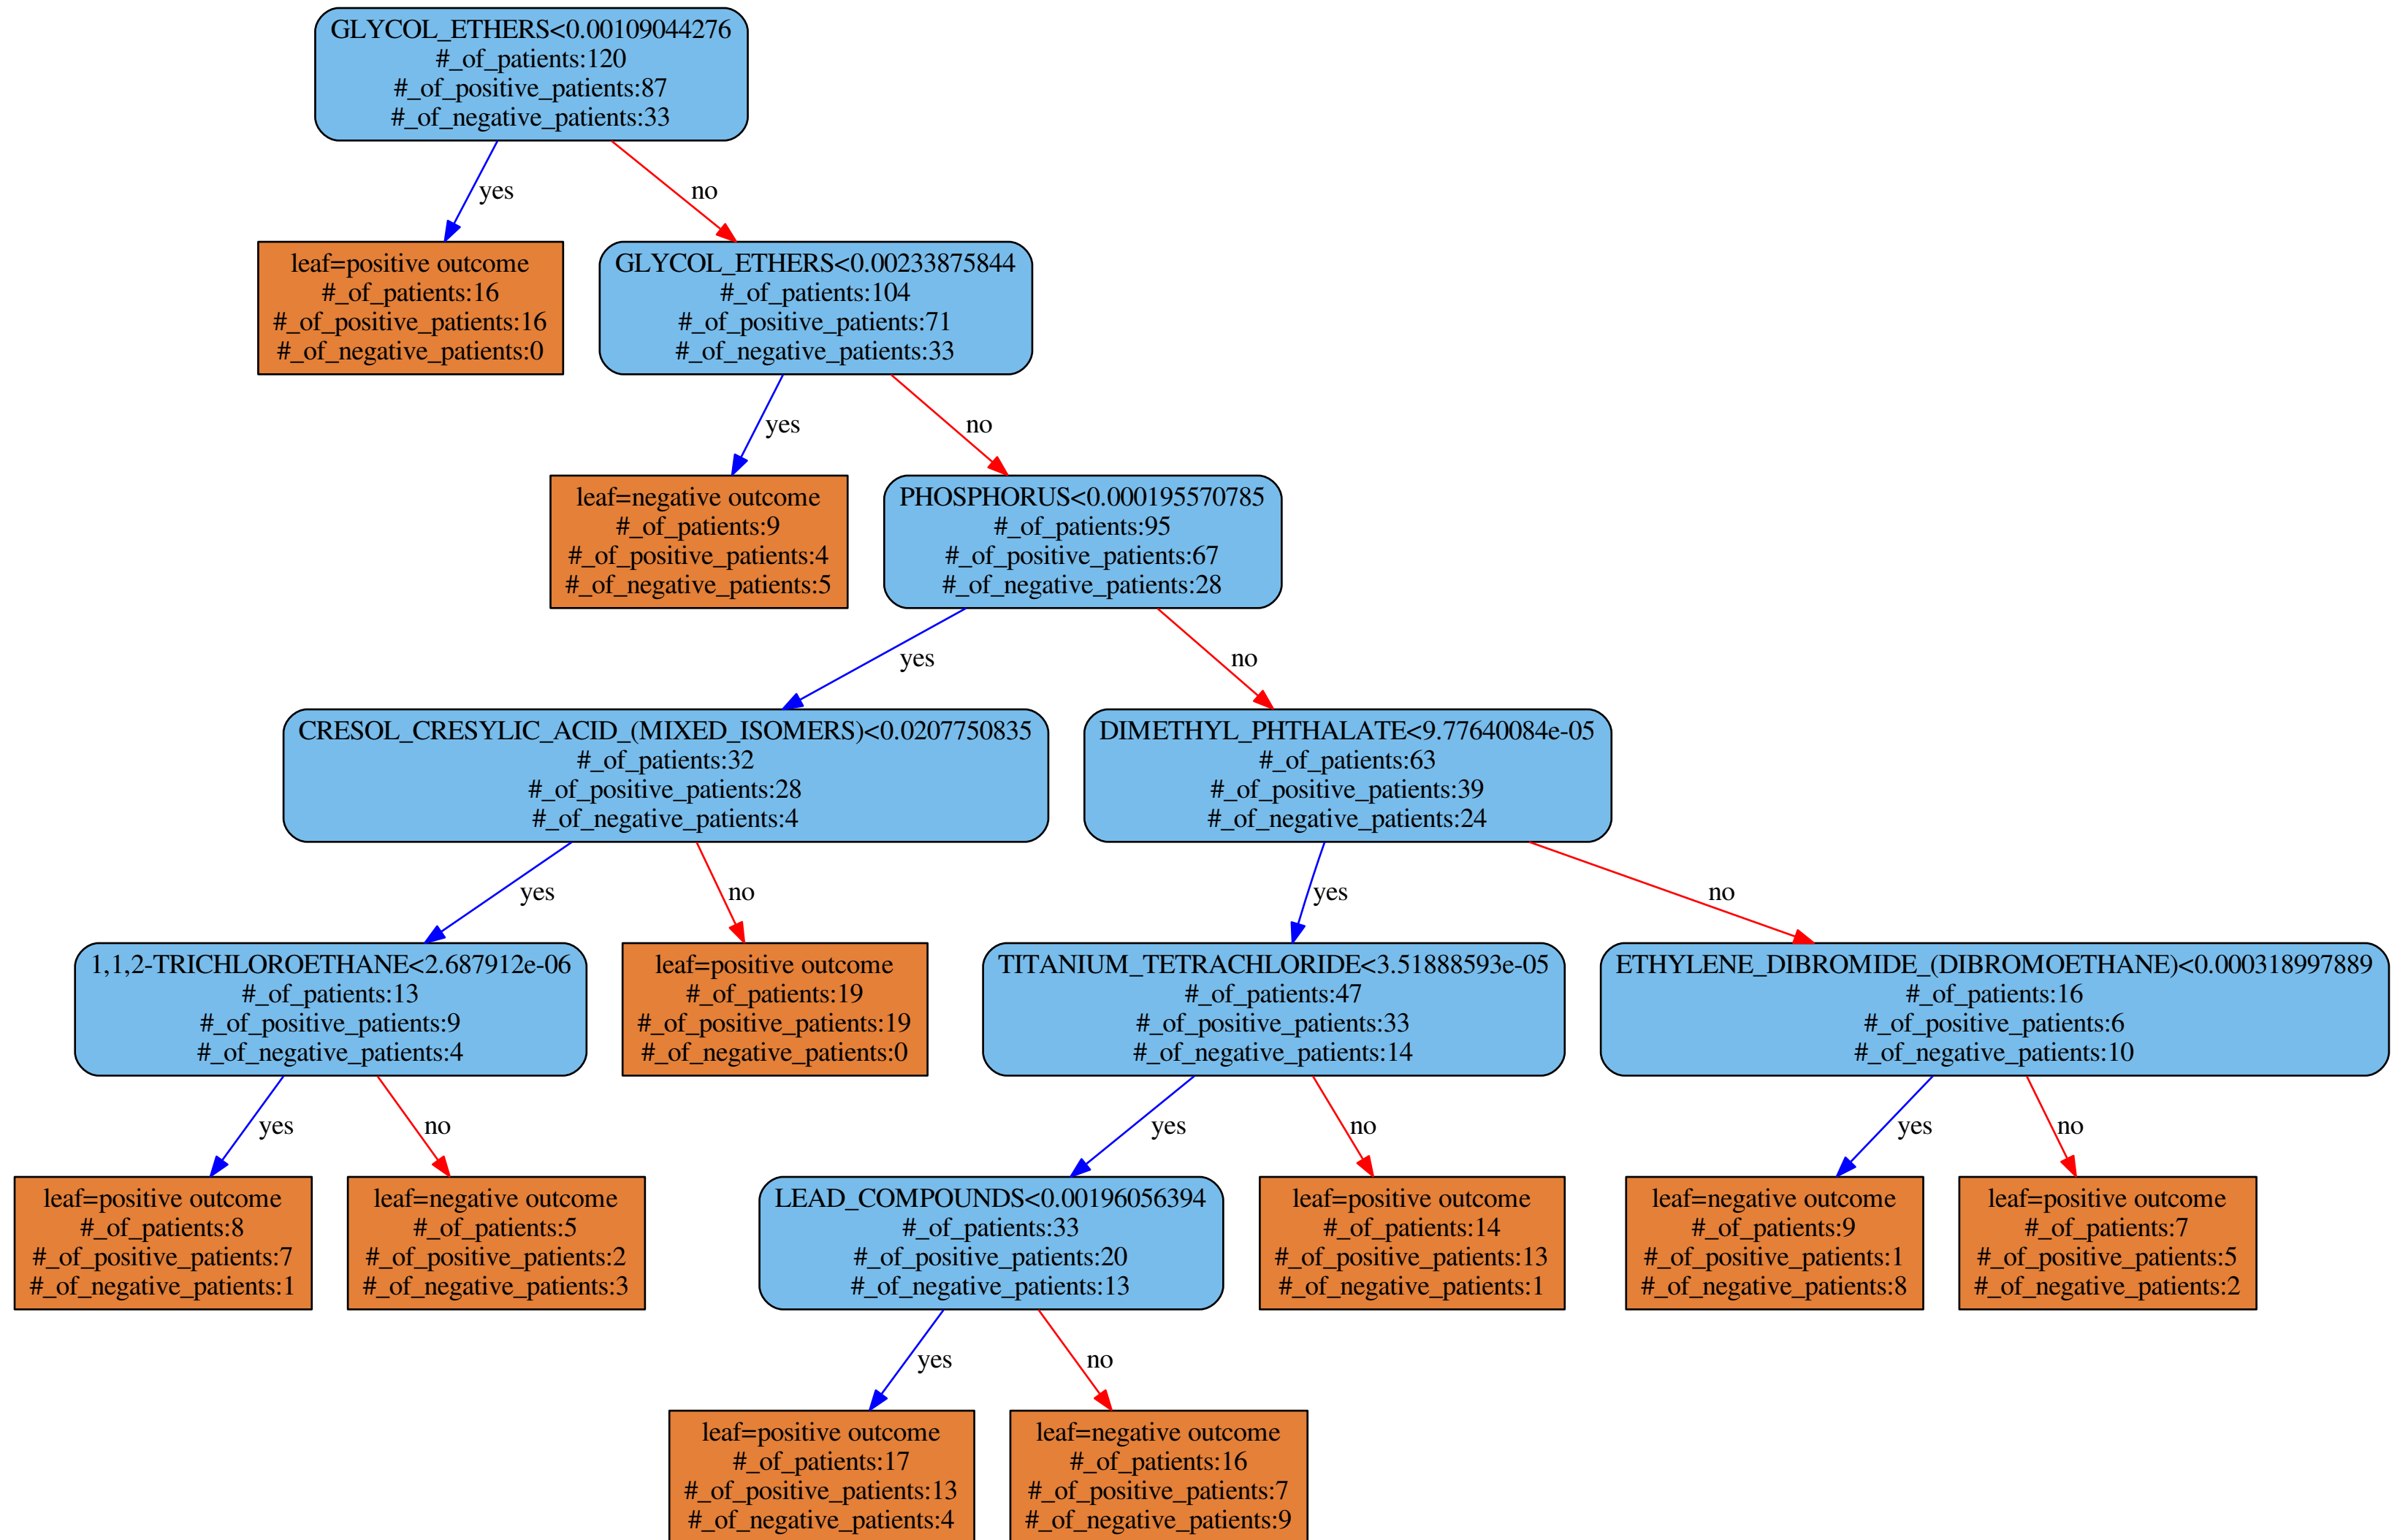 GLYCOL_ETHERS<0.00109044276
#_of_patients:120
#_of_positive_patients:87
#_of_negative_patients:33
yes
no
leaf=positive outcome
#_of_patients:16
#_of_positive_patients:16
#_of_negative_patients:0
GLYCOL_ETHERS<0.00233875844
#_of_patients:104
#_of_positive_patients:71
#_of_negative_patients:33
yes
no
leaf=negative outcome
#_of_patients:9
#_of_positive_patients:4
#_of_negative_patients:5
PHOSPHORUS<0.000195570785
#_of_patients:95
#_of_positive_patients:67
#_of_negative_patients:28
yes
no
CRESOL_CRESYLIC_ACID_(MIXED_ISOMERS)<0.0207750835
#_of_patients:32
#_of_positive_patients:28
#_of_negative_patients:4
DIMETHYL_PHTHALATE<9.77640084e-05
#_of_patients:63
#_of_positive_patients:39
#_of_negative_patients:24
yes
no
yes
no
1,1,2-TRICHLOROETHANE<2.687912e-06
#_of_patients:13
#_of_positive_patients:9
#_of_negative_patients:4
leaf=positive outcome
#_of_patients:19
#_of_positive_patients:19
#_of_negative_patients:0
TITANIUM_TETRACHLORIDE<3.51888593e-05
#_of_patients:47
#_of_positive_patients:33
#_of_negative_patients:14
ETHYLENE_DIBROMIDE_(DIBROMOETHANE)<0.000318997889
#_of_patients:16
#_of_positive_patients:6
#_of_negative_patients:10
yes
no
yes
no
yes
no
leaf=positive outcome
#_of_patients:8
#_of_positive_patients:7
#_of_negative_patients:1
leaf=negative outcome
#_of_patients:5
#_of_positive_patients:2
#_of_negative_patients:3
LEAD_COMPOUNDS<0.00196056394
#_of_patients:33
#_of_positive_patients:20
#_of_negative_patients:13
leaf=positive outcome
#_of_patients:14
#_of_positive_patients:13
#_of_negative_patients:1
leaf=negative outcome
#_of_patients:9
#_of_positive_patients:1
#_of_negative_patients:8
leaf=positive outcome
#_of_patients:7
#_of_positive_patients:5
#_of_negative_patients:2
yes
no
leaf=positive outcome
#_of_patients:17
#_of_positive_patients:13
#_of_negative_patients:4
leaf=negative outcome
#_of_patients:16
#_of_positive_patients:7
#_of_negative_patients:9